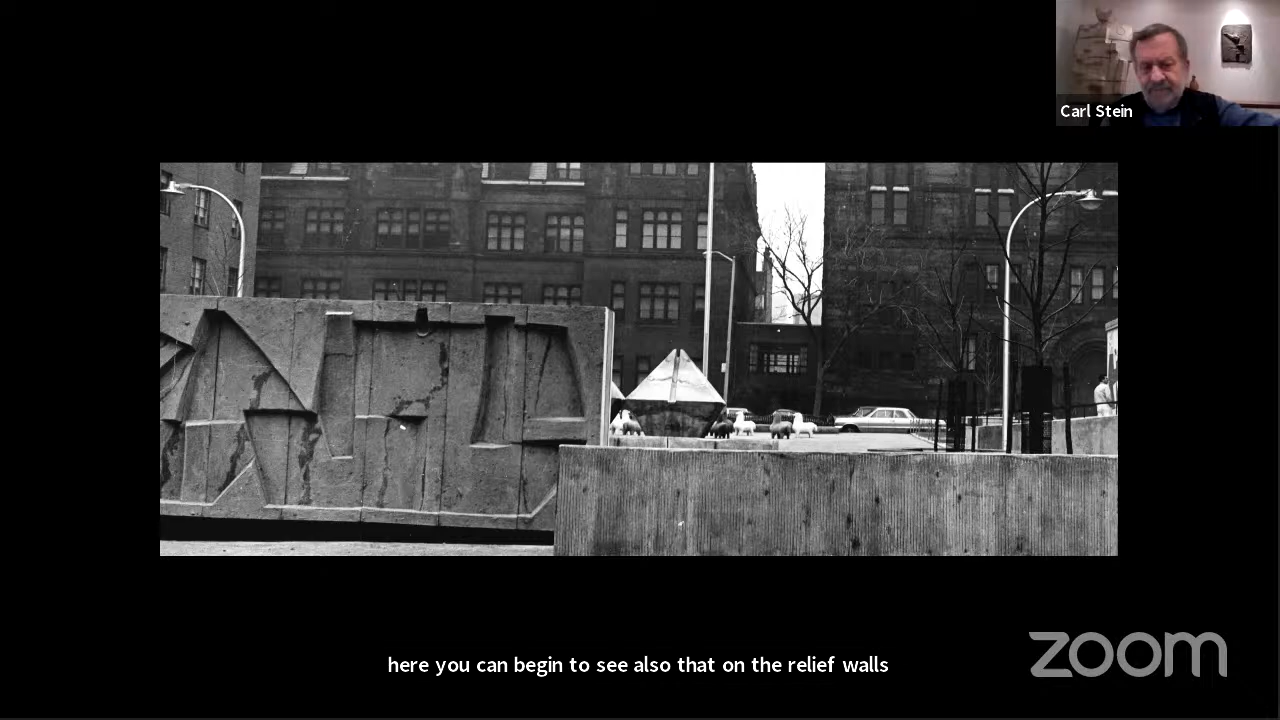 Carl Stein
here you can begin to see also that on the relief walls
zoom